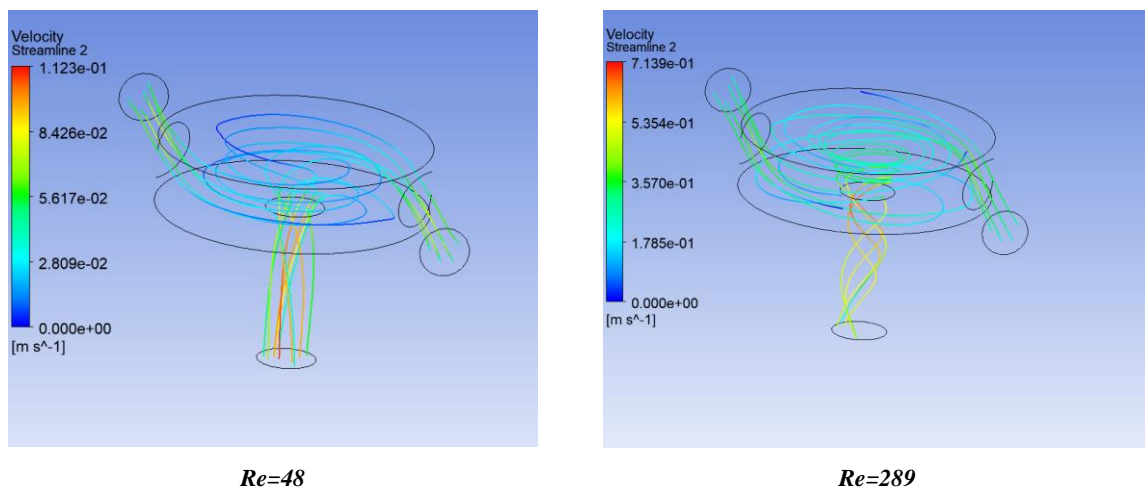 Velocity
Streamline 2
1.123e-01
8.426e-02
5.617e-02
2.809e-02
0.000e+00
[m s^-1]
Re=48
Velocity
Streamline 2
7.139e-01
5.354e-01
3.570e-01
1.785e-01
0.000e+00
[m s^-1]
Re=289